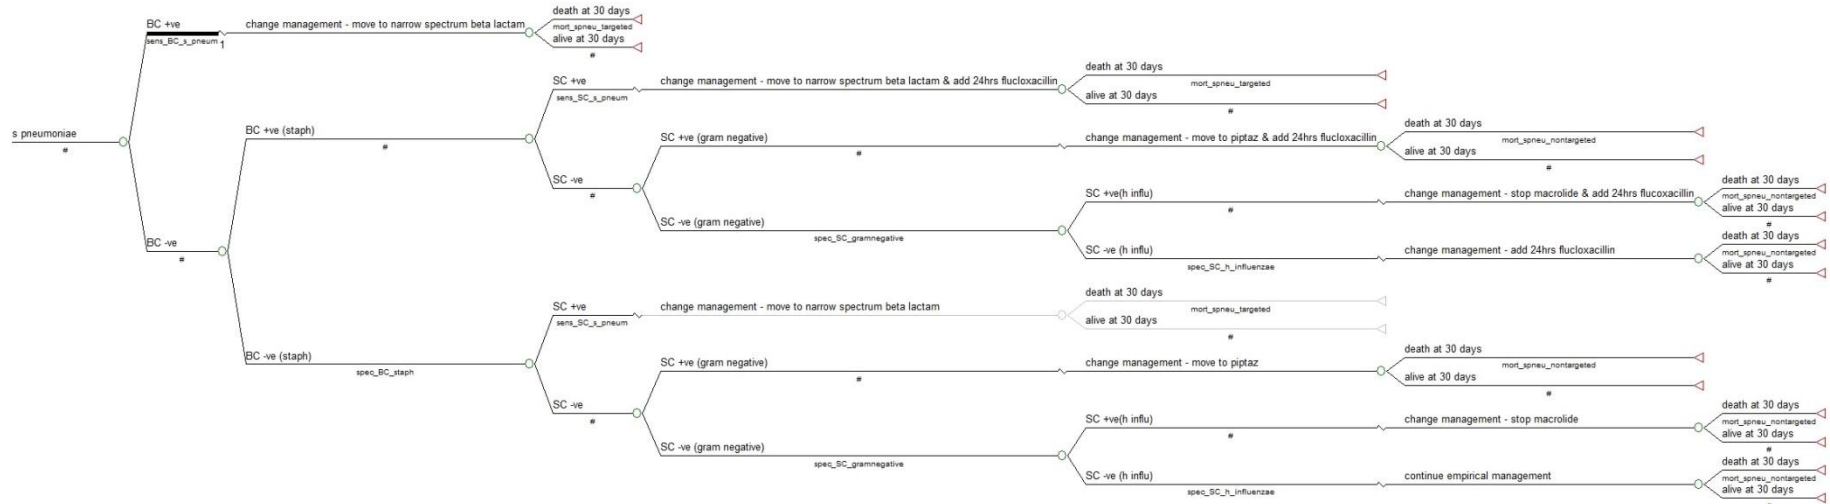 BC +ve
sens_BC_s_pneum
1
change management - move to narrow spectrum beta lactam
death at 30 days
mort_spneu_targeted
alive at 30 days
#
s pneumoniae
#
BC -ve
#
BC +ve (staph)
#
SC +ve
sens_SC_s_pneum
change management - move to narrow spectrum beta lactam & add 24hrs flucloxacillin
death at 30 days
mort_spneu_targeted
alive at 30 days
#
SC -ve
#
SC +ve (gram negative)
#
change management - move to piptaz & add 24hrs flucloxacillin
death at 30 days
mort_spneu_nontargeted
alive at 30 days
#
SC -ve (gram negative)
spec_SC_gramnegative
SC +ve(h influ)
#
change management - stop macrolide & add 24hrs flucoxacillin
death at 30 days
mort_spneu_nontargeted
alive at 30 days
#
SC -ve (h influ)
spec_SC_h_influenzae
change management - add 24hrs flucloxacillin
death at 30 days
mort_spneu_nontargeted
alive at 30 days
#
BC -ve (staph)
spec_BC_staph
SC +ve
sens_SC_s_pneum
change management - move to narrow spectrum beta lactam
death at 30 days
mort_spneu_targeted
alive at 30 days
#
SC -ve
#
SC +ve (gram negative)
#
change management - move to piptaz
death at 30 days
mort_spneu_nontargeted
alive at 30 days
#
SC -ve (gram negative)
spec_SC_gramnegative
SC +ve(h influ)
#
change management - stop macrolide
death at 30 days
mort_spneu_nontargeted
alive at 30 days
#
SC -ve (h influ)
spec_SC_h_influenzae
continue empirical management
death at 30 days
mort_spneu_nontargeted
alive at 30 days